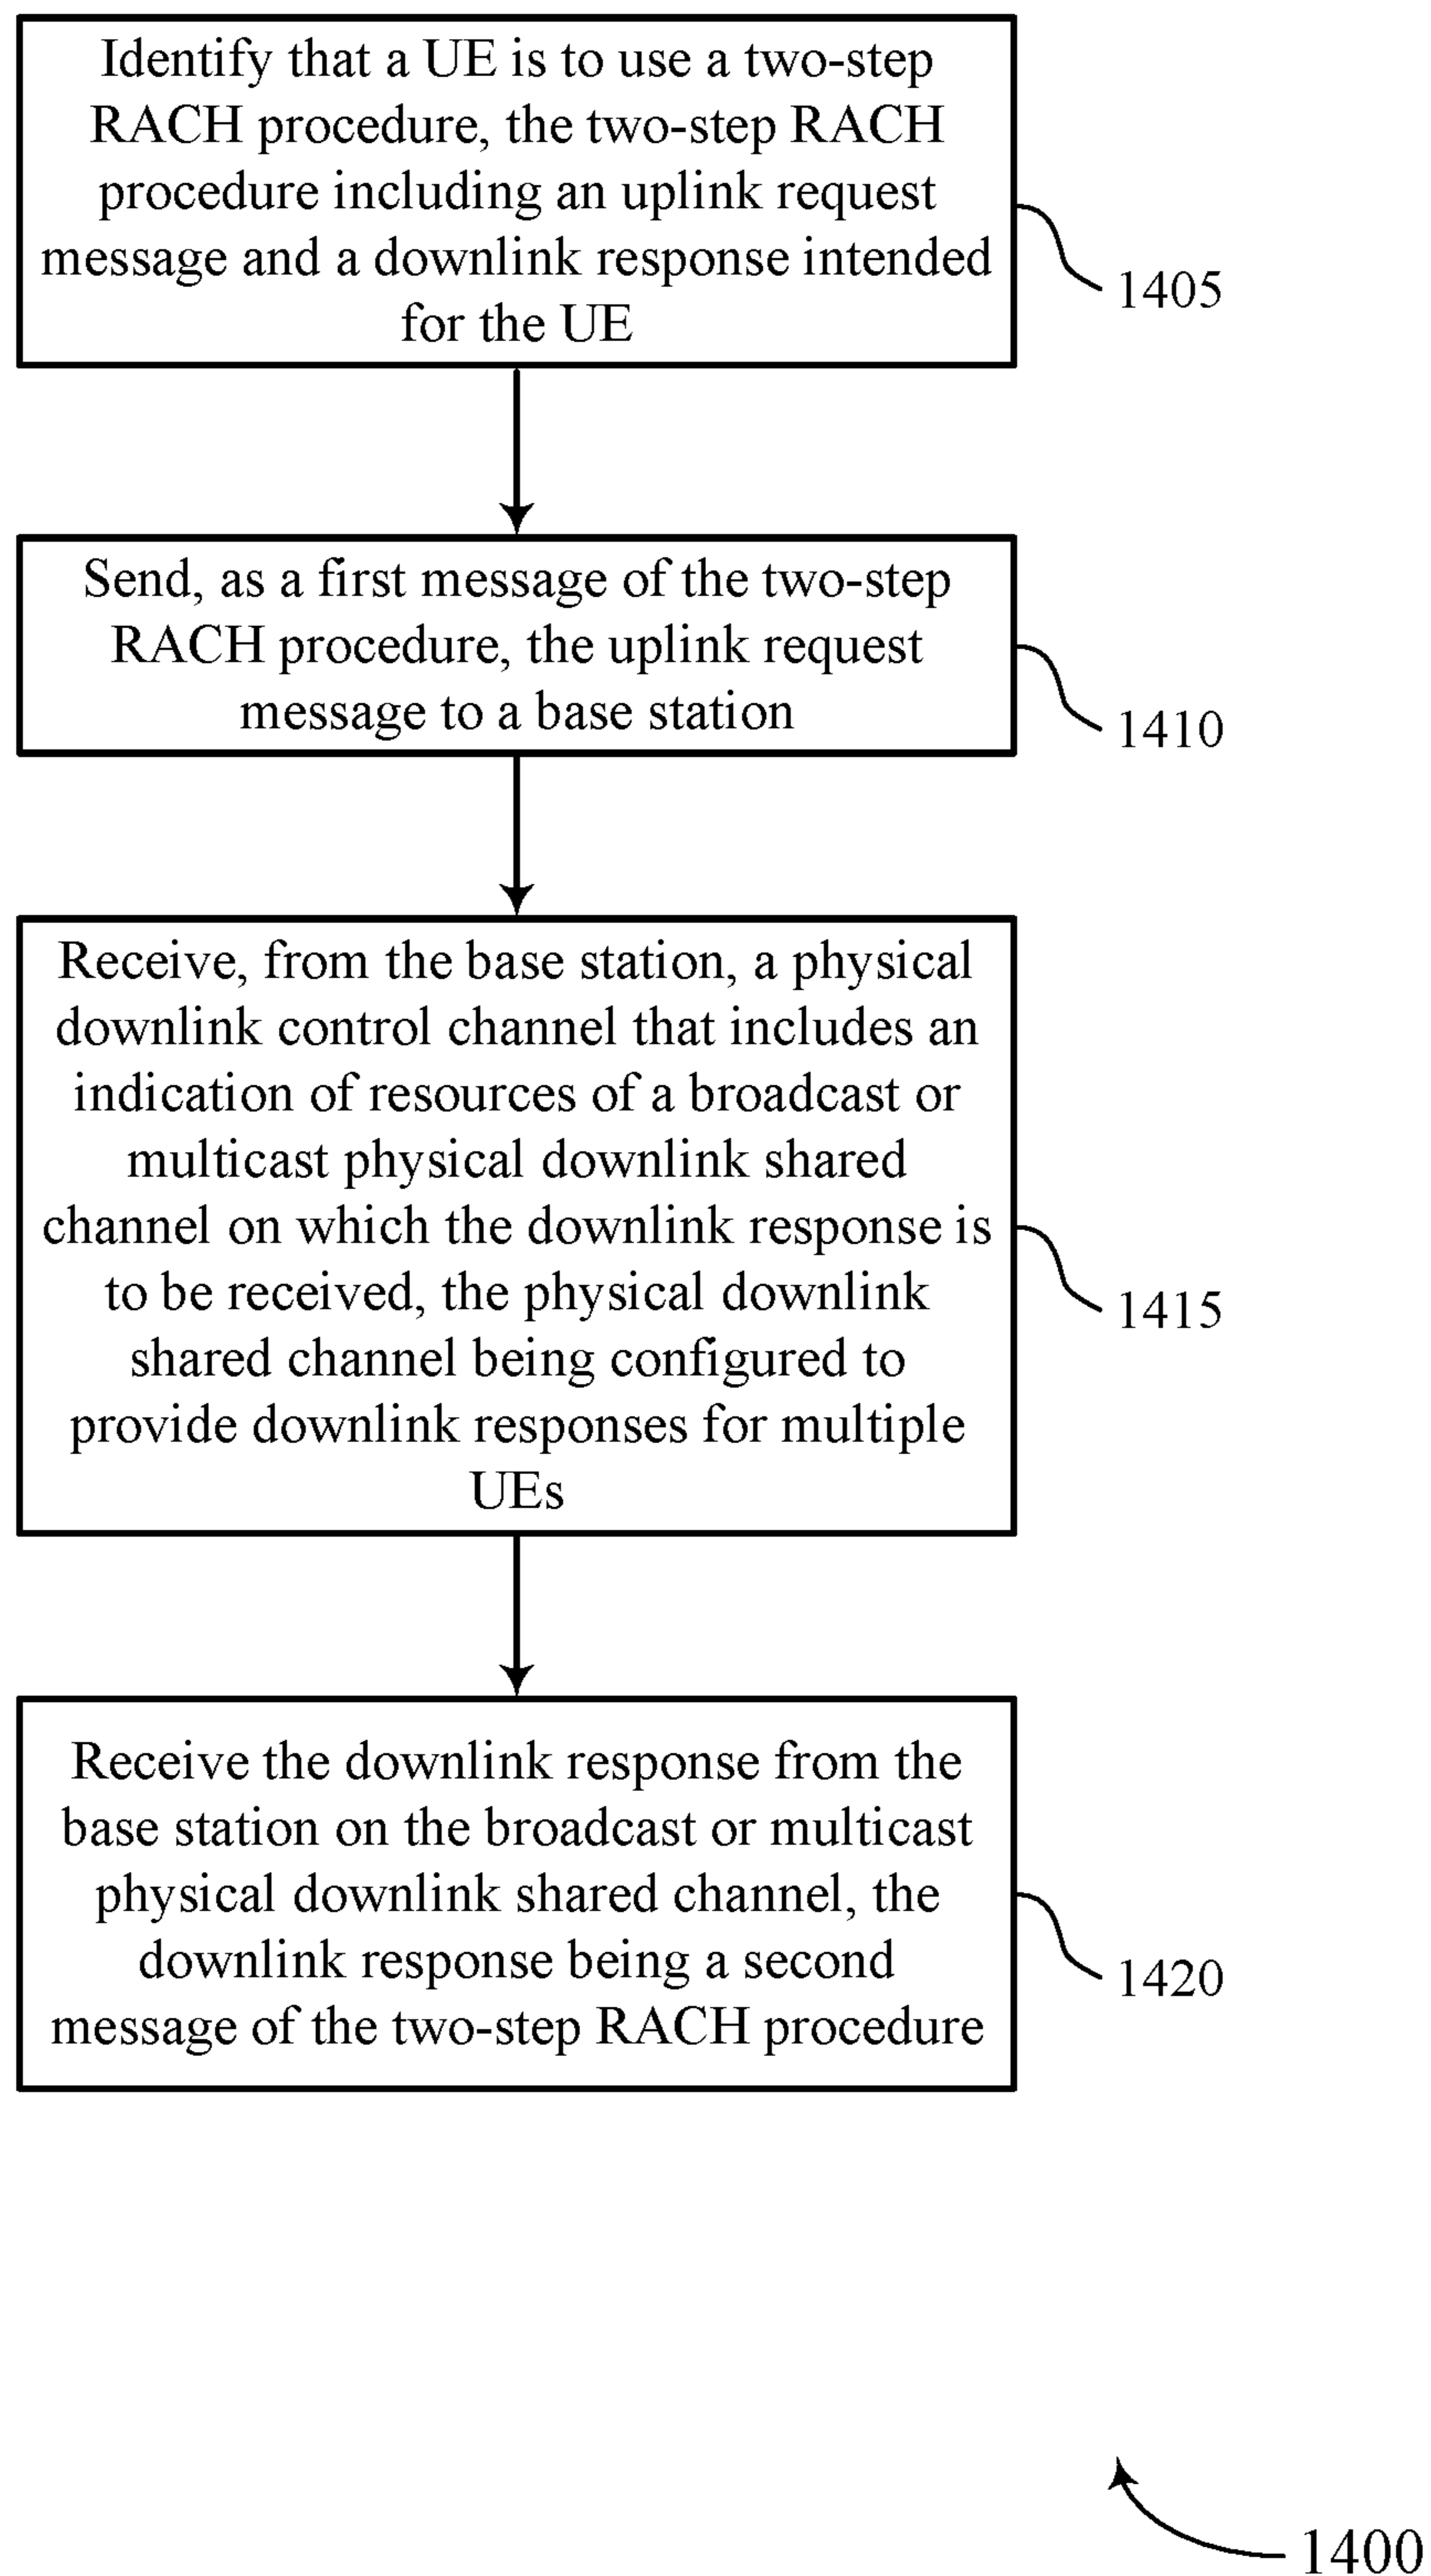 Identify that a UE is to use a two-step
RACH procedure, the two-step RACH
procedure including an uplink request
message and a downlink response intended
for the UE
1405
Send, as a first message of the two-step
RACH procedure, the uplink request
message to a base station
1410
Receive, from the base station, a physical
downlink control channel that includes an
indication of resources of a broadcast or
multicast physical downlink shared
channel on which the downlink response is
to be received, the physical downlink
shared channel being configured to
provide downlink responses for multiple
UEs
1415
Receive the downlink response from the
base station on the broadcast or multicast
physical downlink shared channel, the
downlink response being a second
message of the two-step RACH procedure
1420
1400